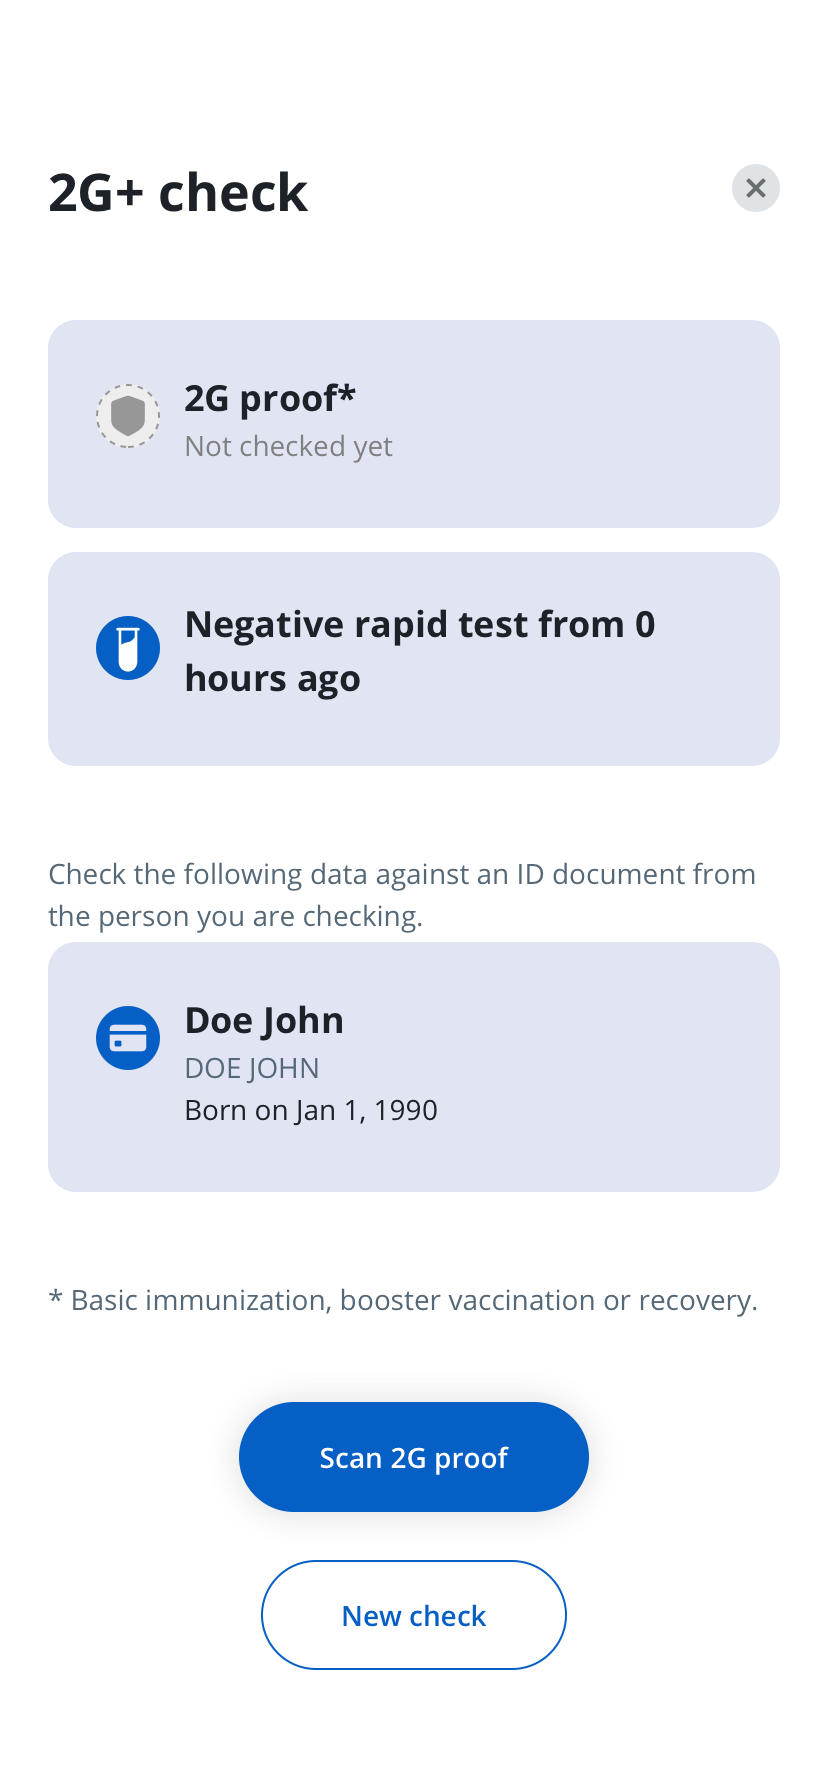 2G+ check
2G proof*
Not checked yet
Negative rapid test from 0
hours ago
Check the following data against an ID document from
the person you are checking.
Doe John
DOE JOHN
Born on Jan 1, 1990
* Basic immunization, booster vaccination or recovery.
Scan 2G proof
New check